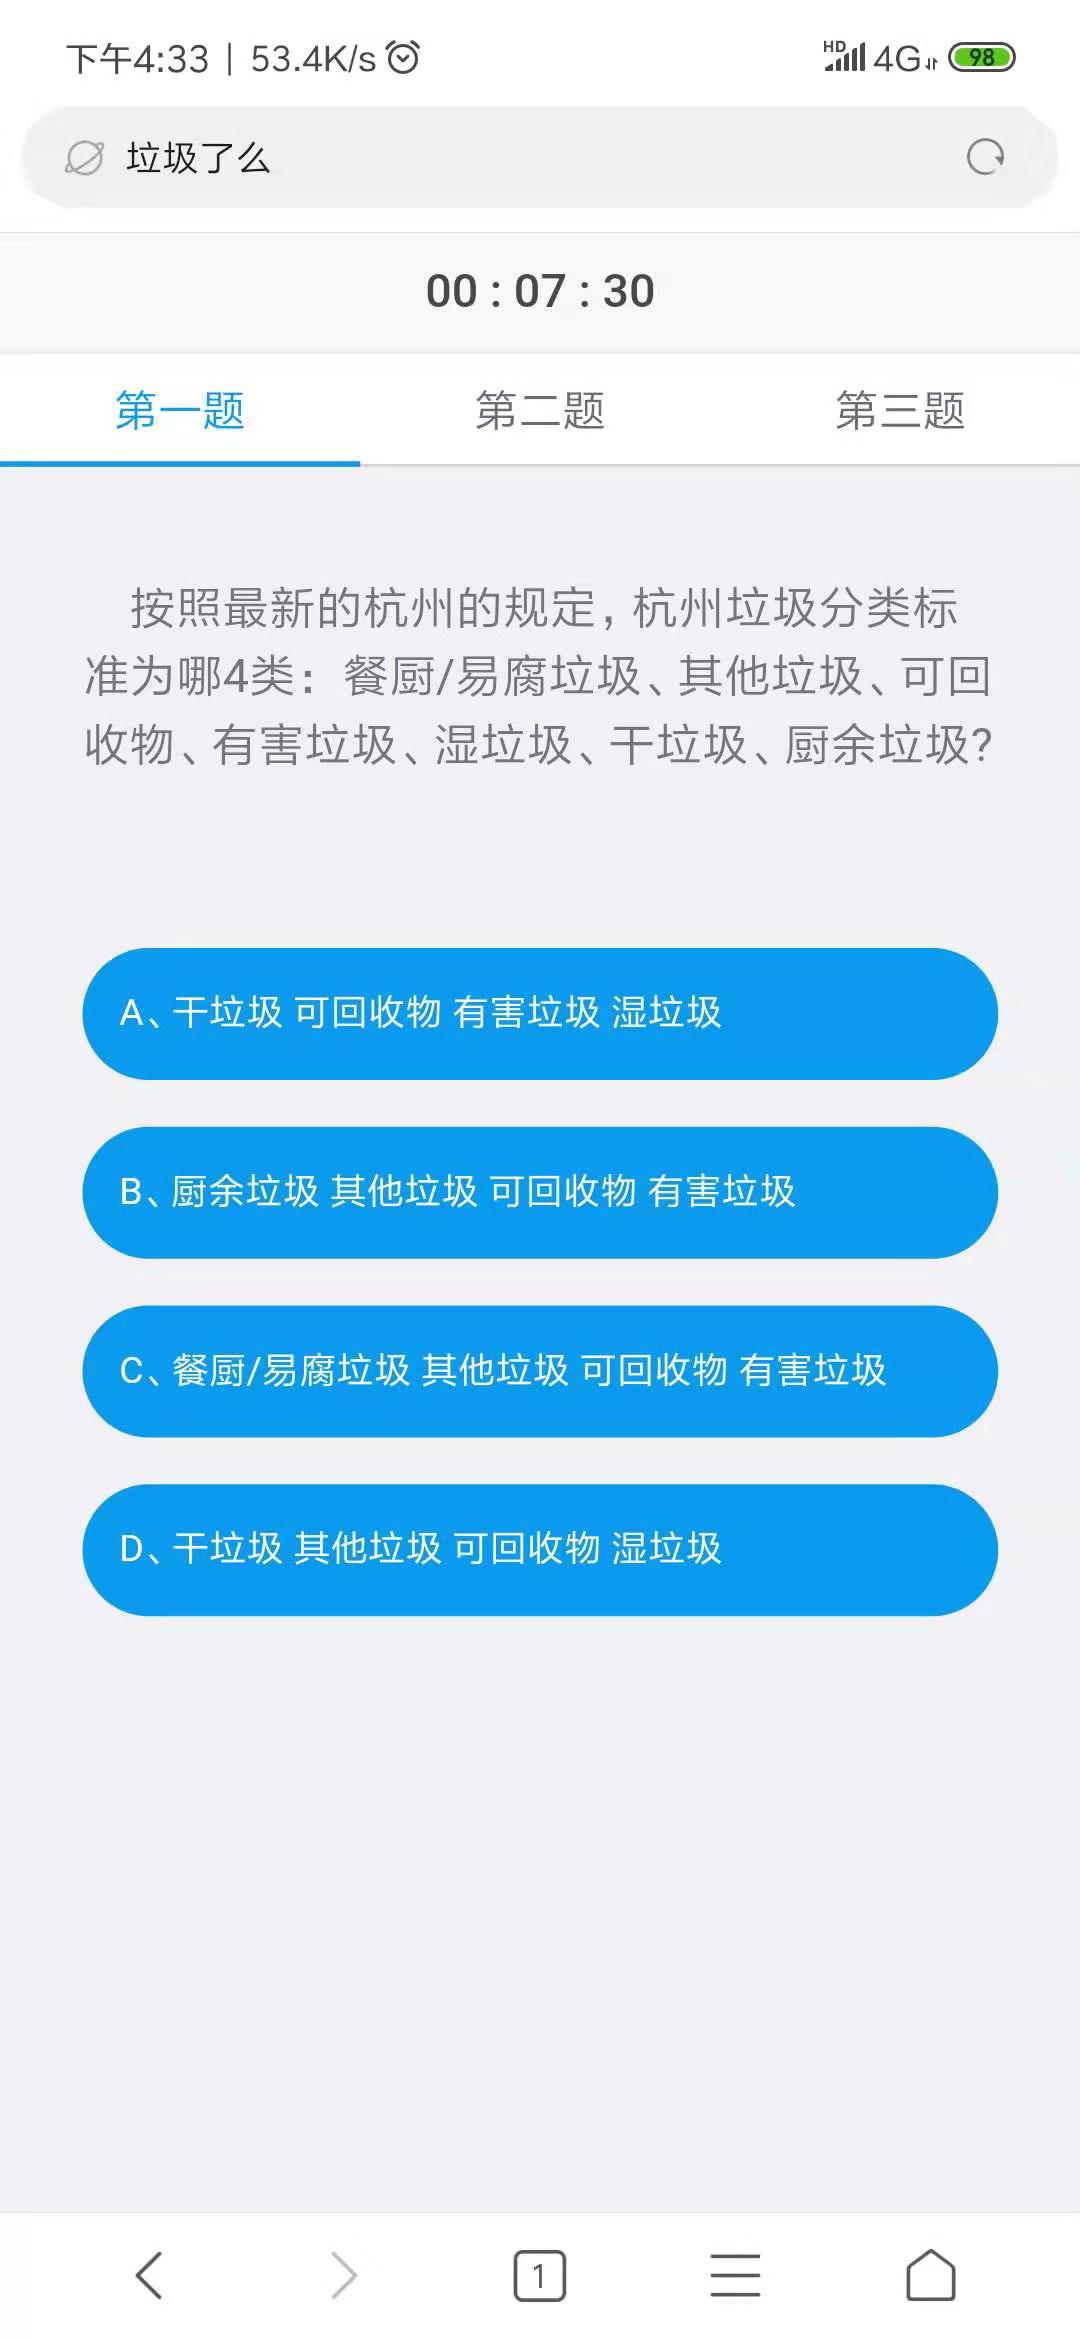 下午4:33 | 53.4K/s HD 4G 98
垃圾了么
00 : 07 : 30
第一题 第二题 第三题
按照最新的杭州的规定，杭州垃圾分类标
准为哪4类：餐厨/易腐垃圾、其他垃圾、可回
收物、有害垃圾、湿垃圾、干垃圾、厨余垃圾?
A、干垃圾 可回收物 有害垃圾 湿垃圾
B、厨余垃圾 其他垃圾 可回收物 有害垃圾
C、餐厨/易腐垃圾 其他垃圾 可回收物 有害垃圾
D、干垃圾 其他垃圾 可回收物 湿垃圾
1